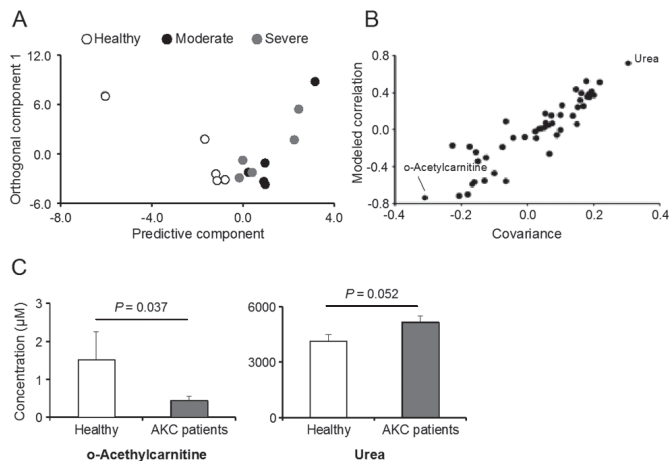 A
Healthy Moderate Severe
12.0
6.0
0.0
-6.0
-8.0 -4.0 0.0 4.0
Orthogonal component 1
Predictive component
B
0.8
0.4
0.0
-0.4
-0.8
-0.4 -0.2 0.0 0.2 0.4
Modeled correlation
Covariance
Urea
o-Acetylcarnitine
C
P = 0.037
3
2
1
0
Concentration (µM)
Healthy AKC patients
o-Acethylcarnitine
P = 0.052
6000
3000
0
Healthy AKC patients
Urea